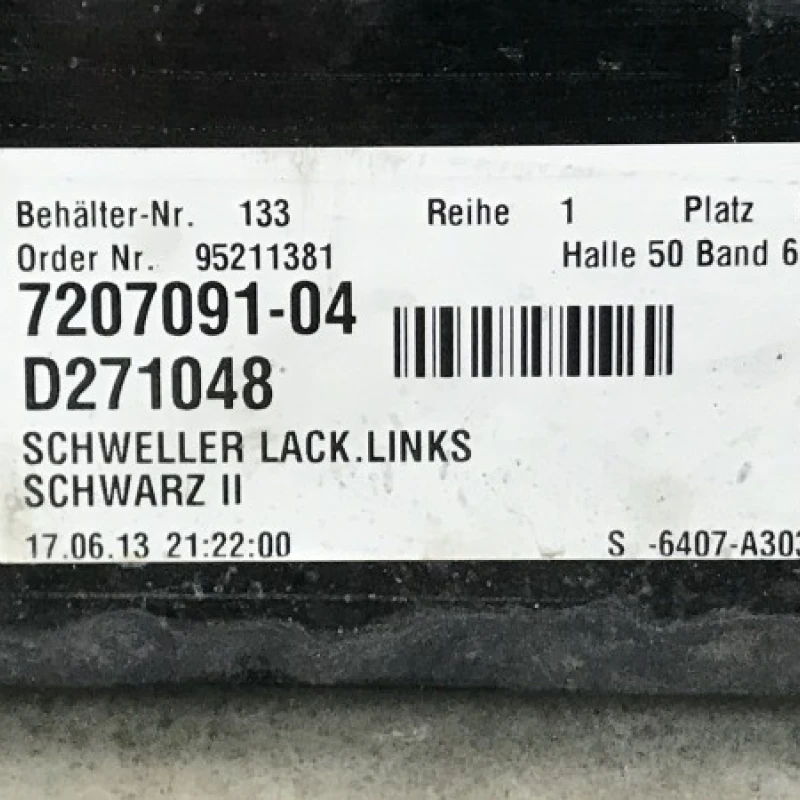 Behälter-Nr. 133 Reihe 1 Platz
Order Nr. 95211381 Halle 50 Band 6
7207091-04
D271048
SCHWELLER LACK.LINKS
SCHWARZ II
17.06.13 21:22:00 S -6407-A303